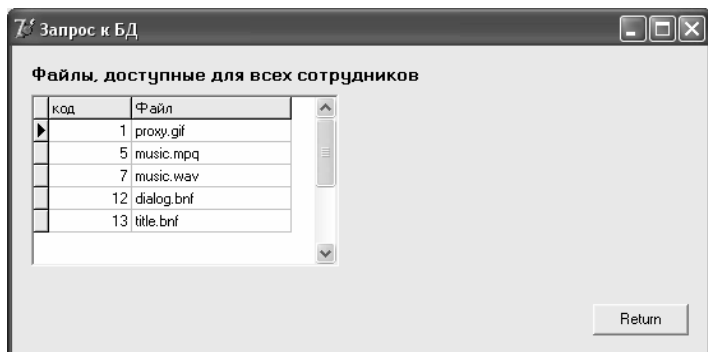 Запрос к БД
Файлы, доступные для всех сотрудников
код Файл
1 proxy.gif
5 music.mpq
7 music.wav
12 dialog.bnf
13 title.bnf
Return